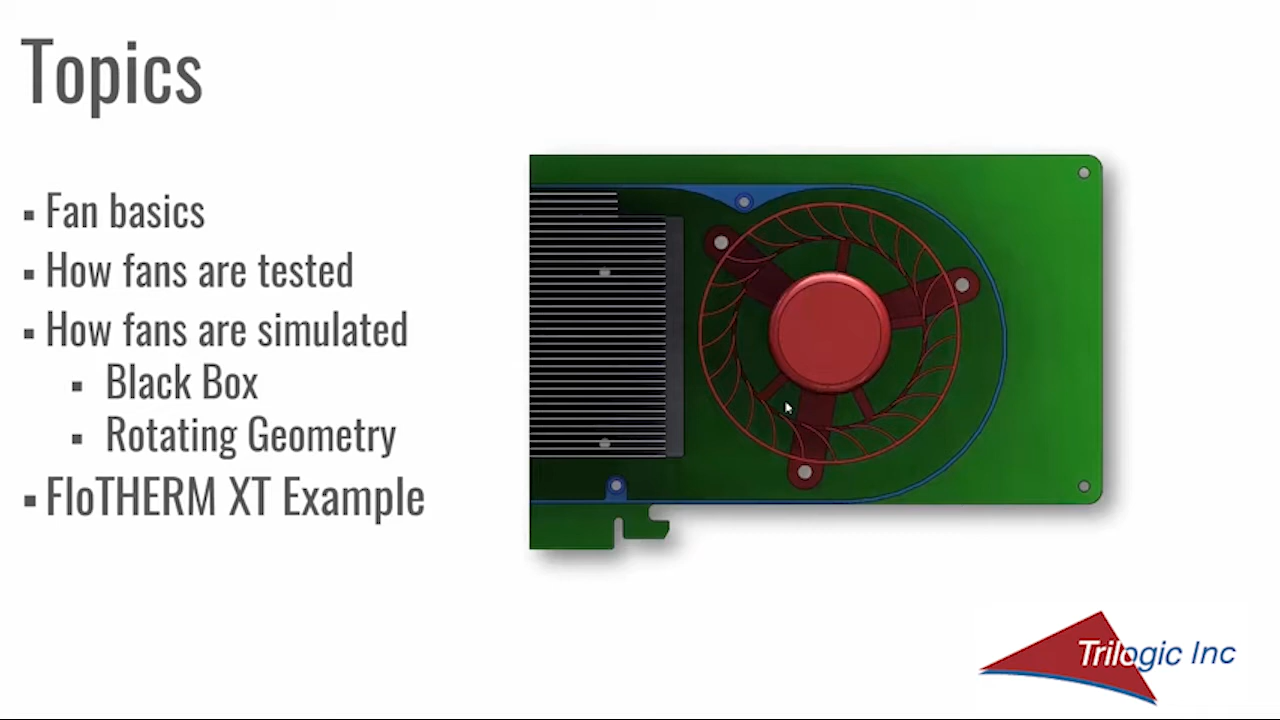 Topics
▪ Fan basics
▪ How fans are tested
▪ How fans are simulated
▪ Black Box
▪ Rotating Geometry
▪ FloTHERM XT Example
Trilogic Inc